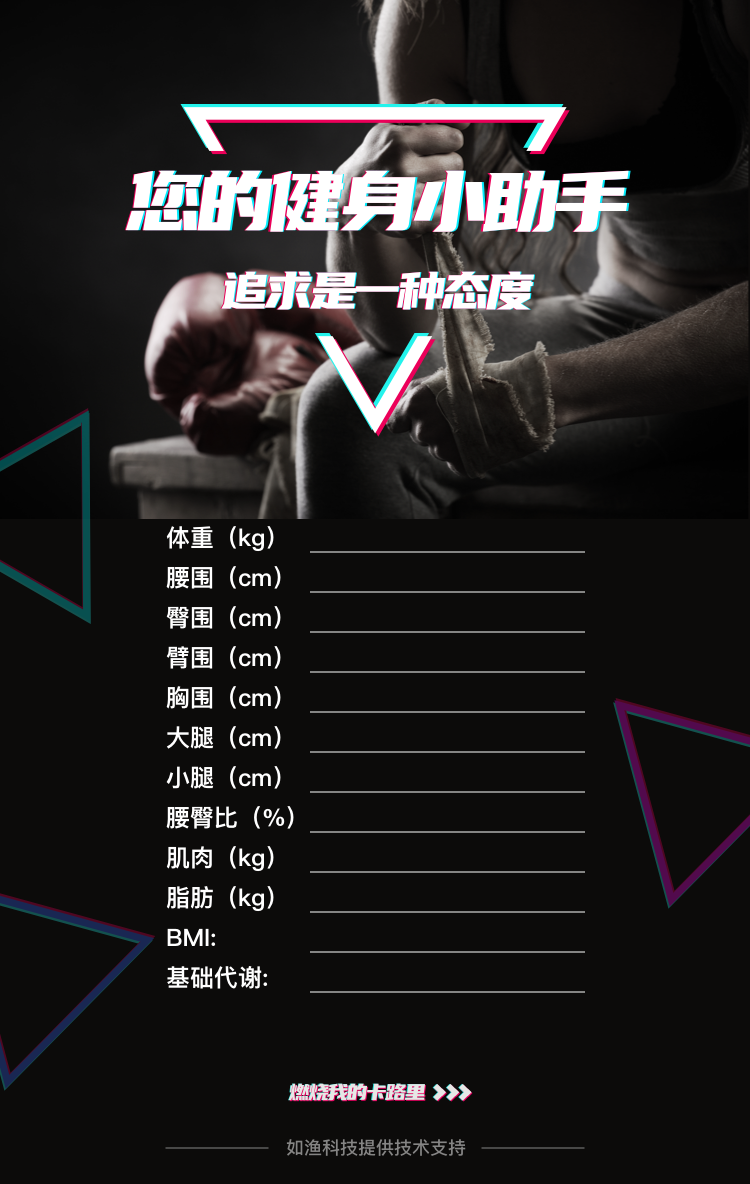 您的健身小助手
追求是一种态度
体重（kg）
腰围（cm）
臀围（cm）
臂围（cm）
胸围（cm）
大腿（cm）
小腿（cm）
腰臀比（%）
肌肉（kg）
脂肪（kg）
BMI:
基础代谢:
燃烧我的卡路里
如渔科技提供技术支持